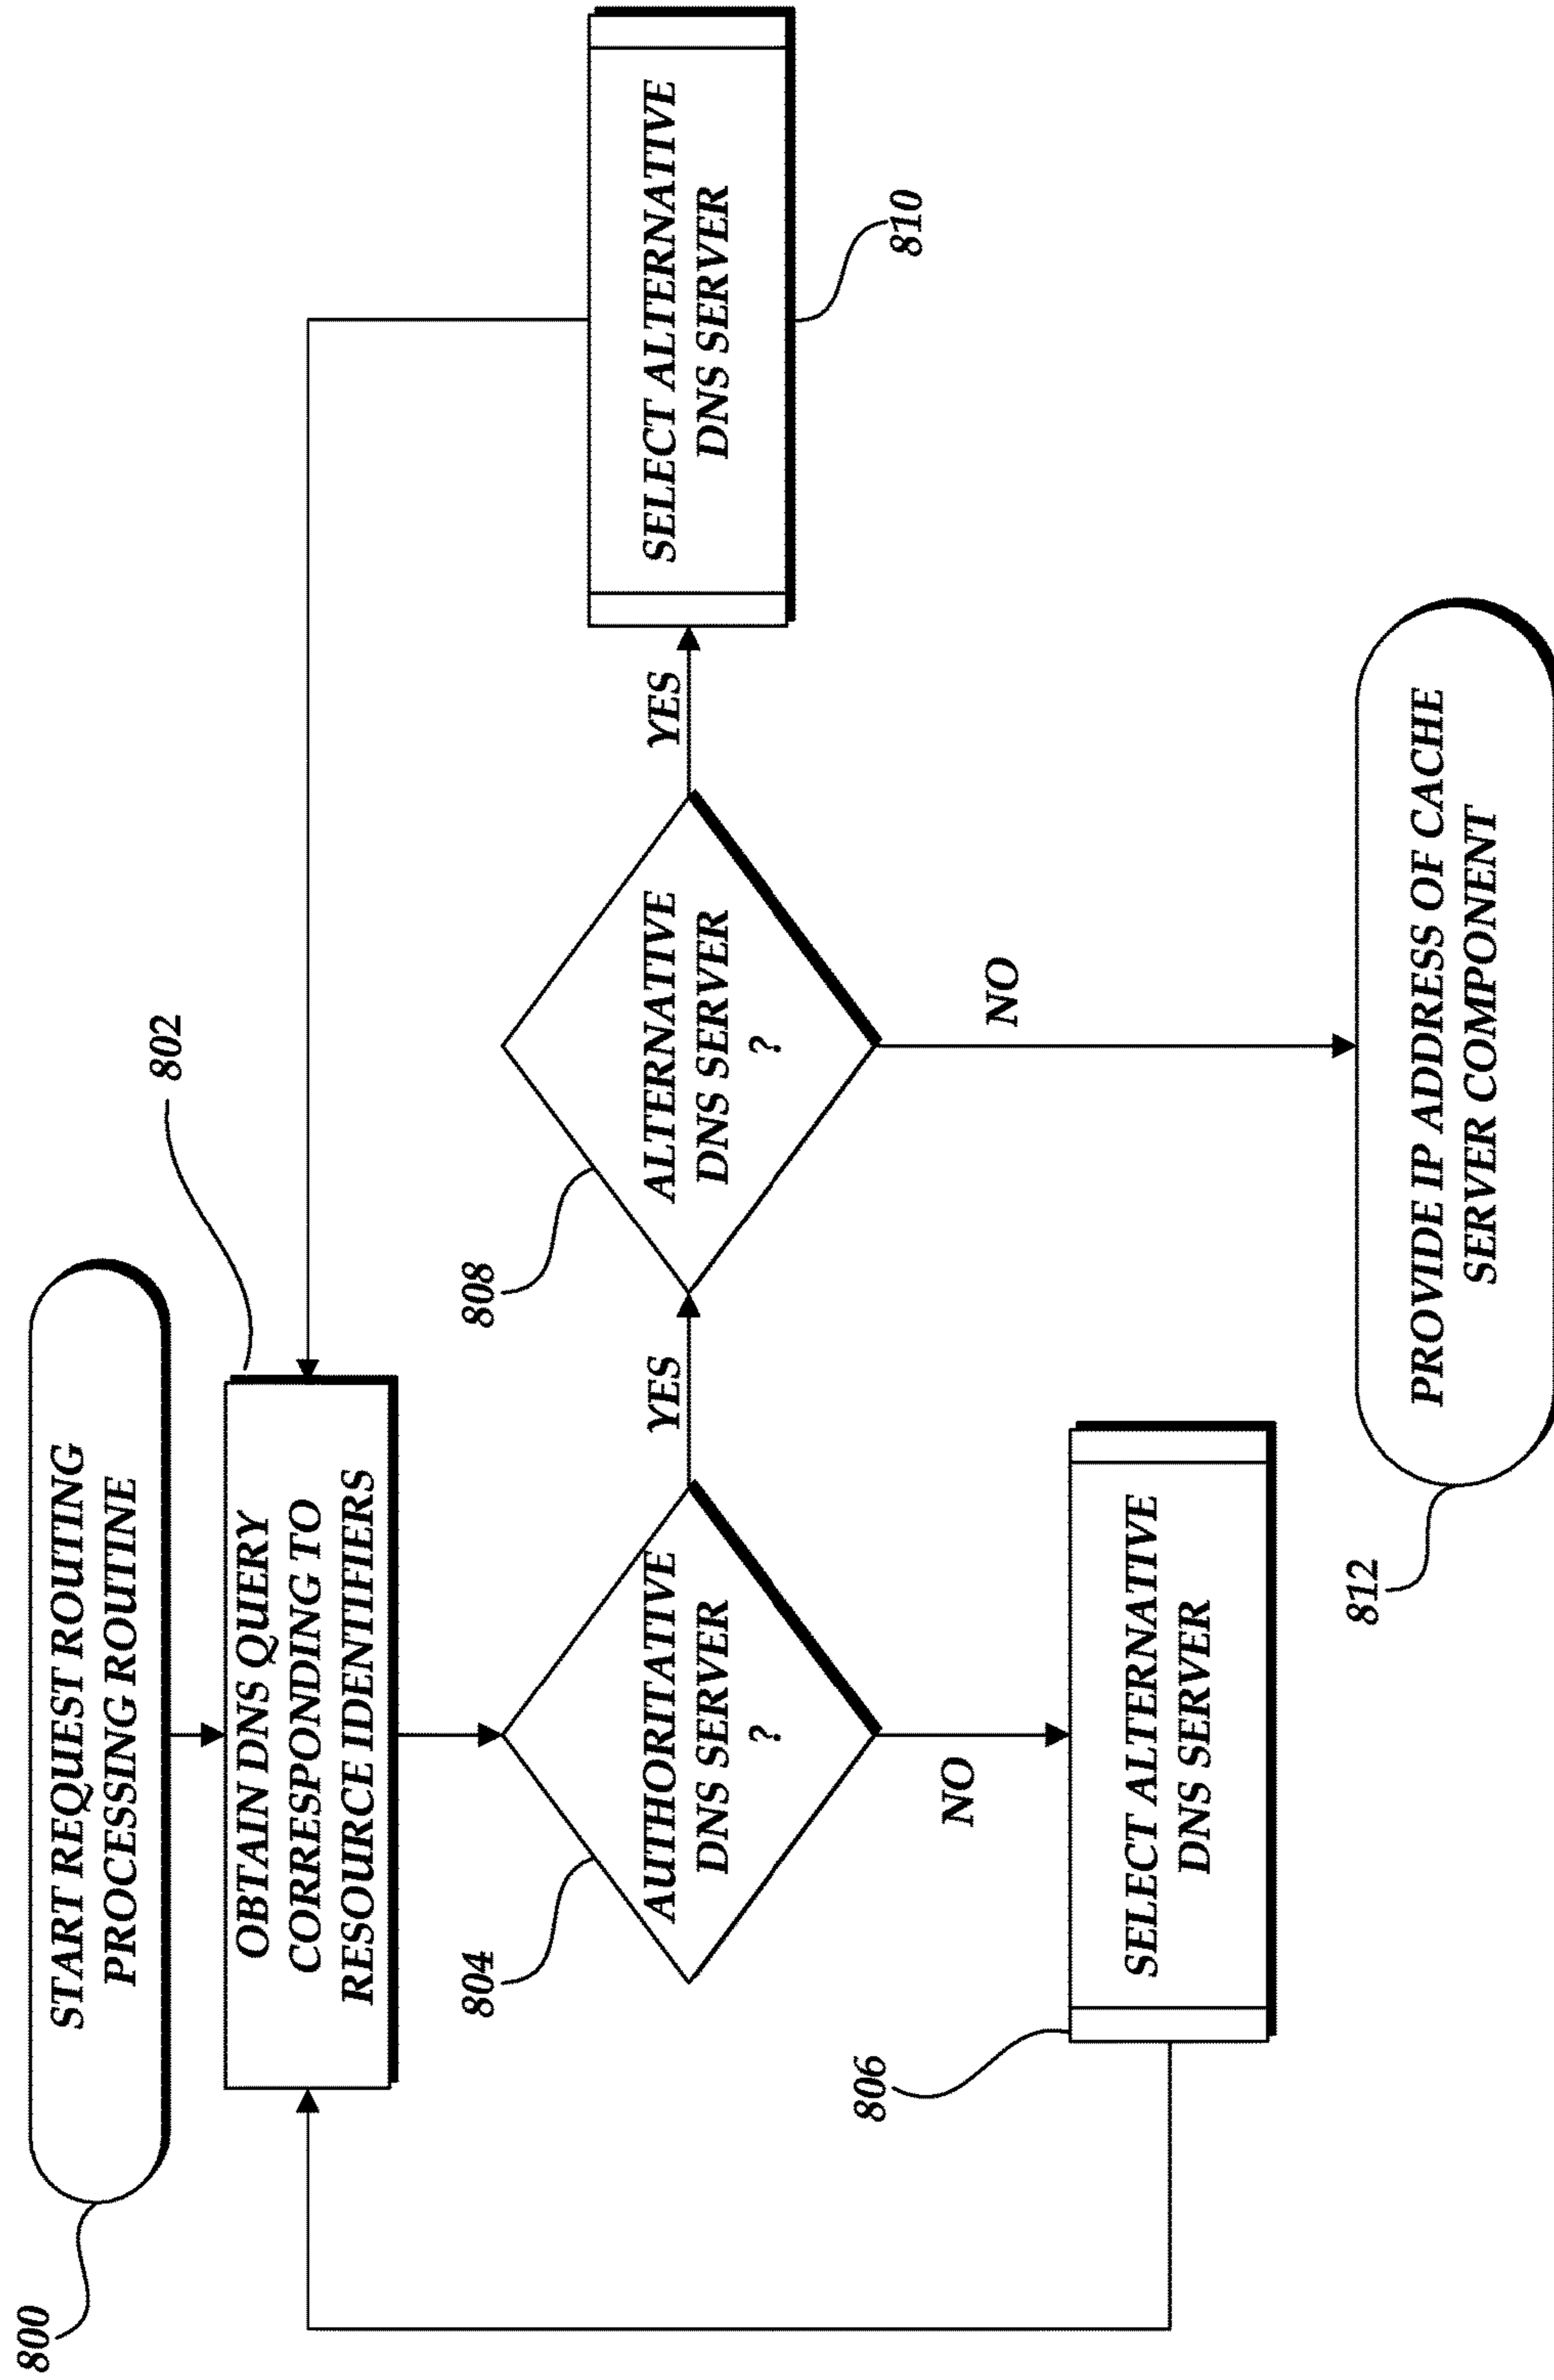 800
START REQUEST ROUTING
PROCESSING ROUTINE
802
OBTAIN DNS QUERY
CORRESPONDING TO
RESOURCE IDENTIFIERS
804
AUTHORITATIVE
DNS SERVER
?
YES
808
ALTERNATIVE
DNS SERVER
?
YES
SELECT ALTERNATIVE
DNS SERVER
810
NO
806
SELECT ALTERNATIVE
DNS SERVER
NO
812
PROVIDE IP ADDRESS OF CACHE
SERVER COMPONENT